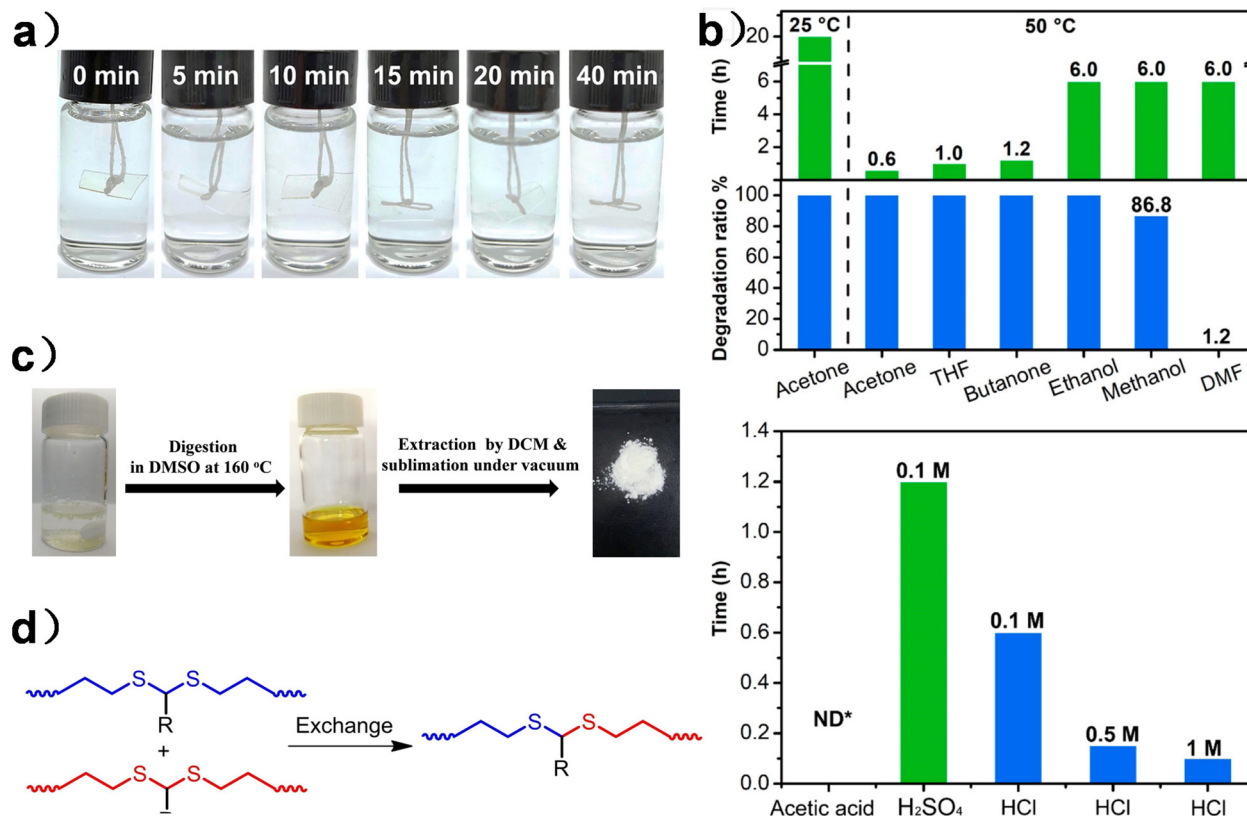 a)
0 min
5 min
10 min
15 min
20 min
40 min
b)
25 °C
50 °C
Time (h)
20
6
4
2
0.6
1.0
1.2
6.0
6.0
6.0 *
Degradation ratio %
100
80
60
40
20
0
86.8
1.2
Acetone
Acetone
THF
Butanone
Ethanol
Methanol
DMF
c)
Digestion
in DMSO at 160 °C
Extraction by DCM &
sublimation under vacuum
Time (h)
1.4
1.2
1.0
0.8
0.6
0.4
0.2
0.0
ND*
0.1 M
0.1 M
0.5 M
1 M
Acetic acid
H₂SO₄
HCl
HCl
HCl
d)
S S
R
+
S S
Exchange
S S
R